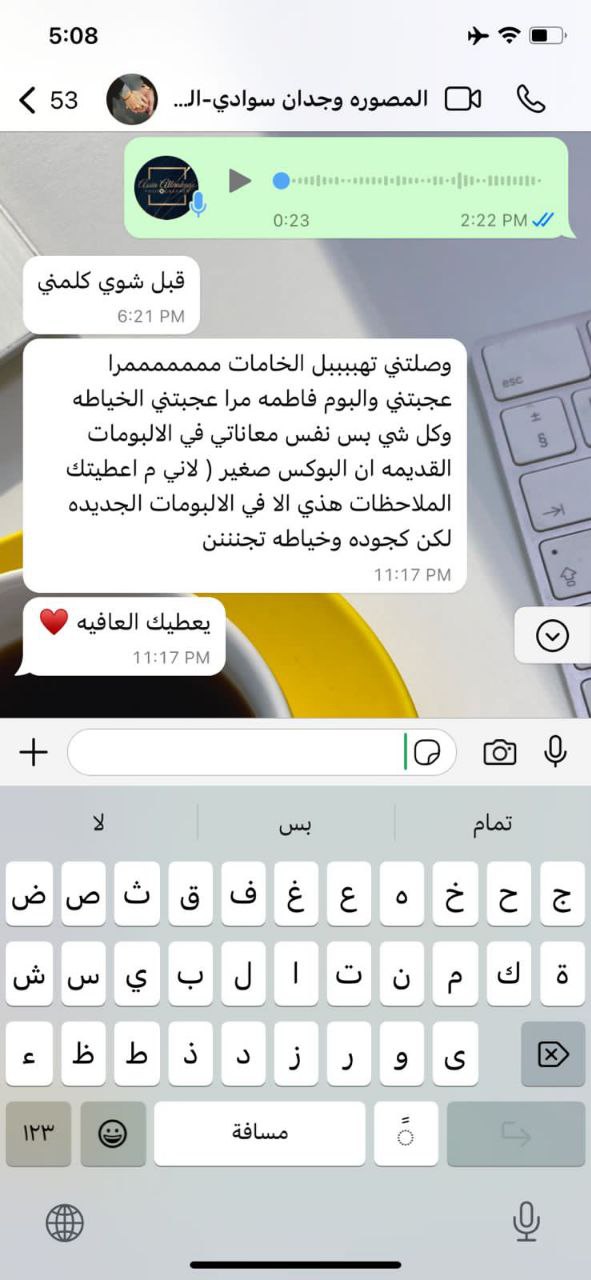 5:08
53
المصوره وجدان سوادي-ال...
0:23
2:22 PM
قبل شوي كلمني
6:21 PM
وصلتني تهبببل الخامات ممممممممرا
عجبتني والبوم فاطمه مرا عجبتني الخياطه
وكل شي بس نفس معاناتي في الالبومات
القديمه ان البوكس صغير ( لاني م اعطيتك
الملاحظات هذي الا في الالبومات الجديده
لكن كجوده وخياطه تجنننن
11:17 PM
يعطيك العافيه ♥️
11:17 PM
esc
±
§
تمام
بس
لا
ج ح خ ه ع غ ف ق ث ص ض
ة ك م ن ت ا ل ب ي س ش
ى و ر ز د ذ ط ظ ء
١٢٣
مسافة